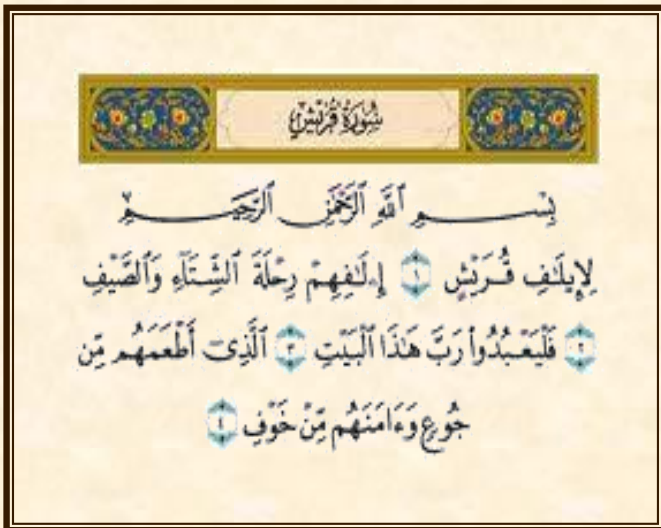 سُورَةُ قُرَيْشٍ
بِسْمِ ٱللَّهِ ٱلرَّحْمَٰنِ ٱلرَّحِيمِ
لِإِيلَٰفِ قُرَيْشٍ ١ إِۦلَٰفِهِمْ رِحْلَةَ ٱلشِّتَآءِ وَٱلصَّيْفِ
٢ فَلْيَعْبُدُوا۟ رَبَّ هَٰذَا ٱلْبَيْتِ ٣ ٱلَّذِىٓ أَطْعَمَهُم مِّن
جُوعٍ وَءَامَنَهُم مِّنْ خَوْفٍۭ ٤